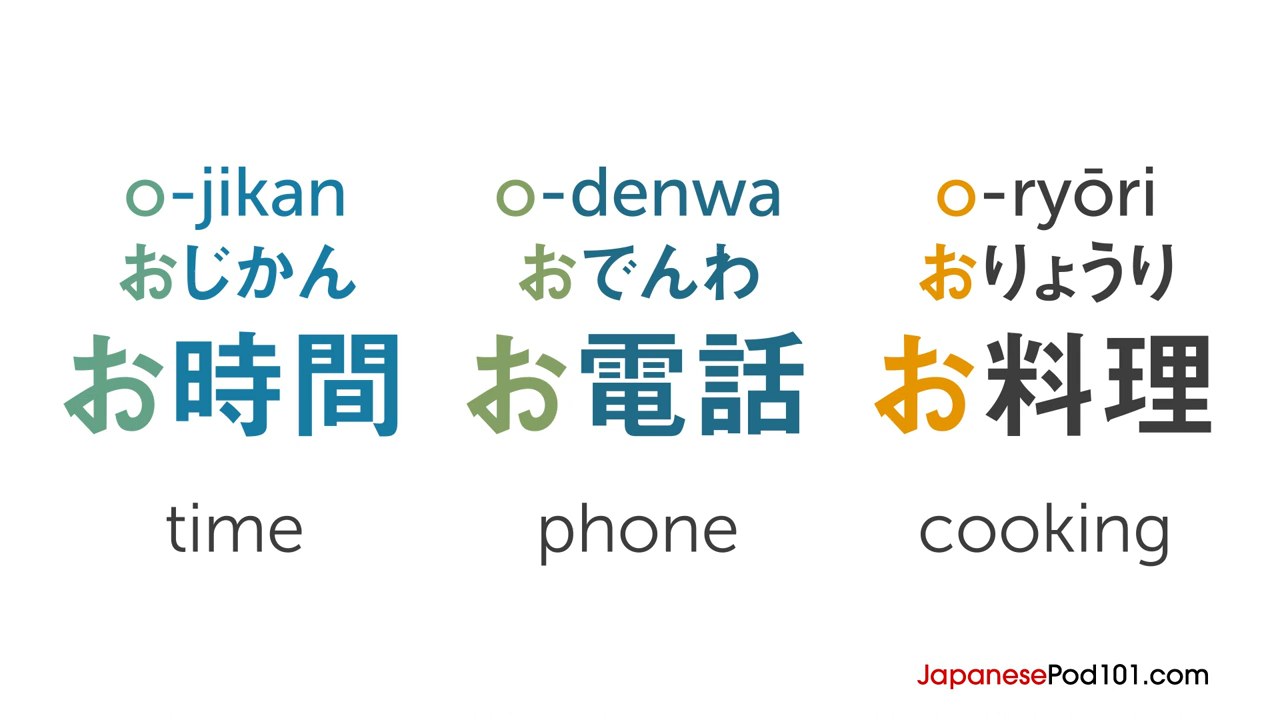 o-jikan
おじかん
お時間
time
o-denwa
おでんわ
お電話
phone
o-ryōri
おりょうり
お料理
cooking
JapanesePod101.com